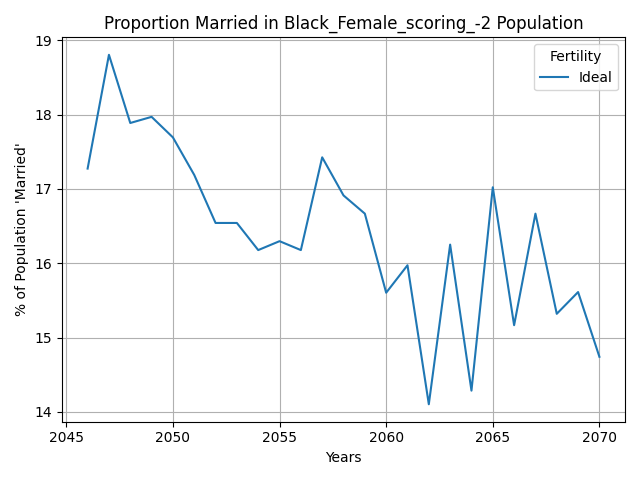 Proportion Married in Black_Female_scoring_-2 Population
% of Population 'Married'
19
18
17
16
15
14
Fertility
Ideal
2045 2050 2055 2060 2065 2070
Years